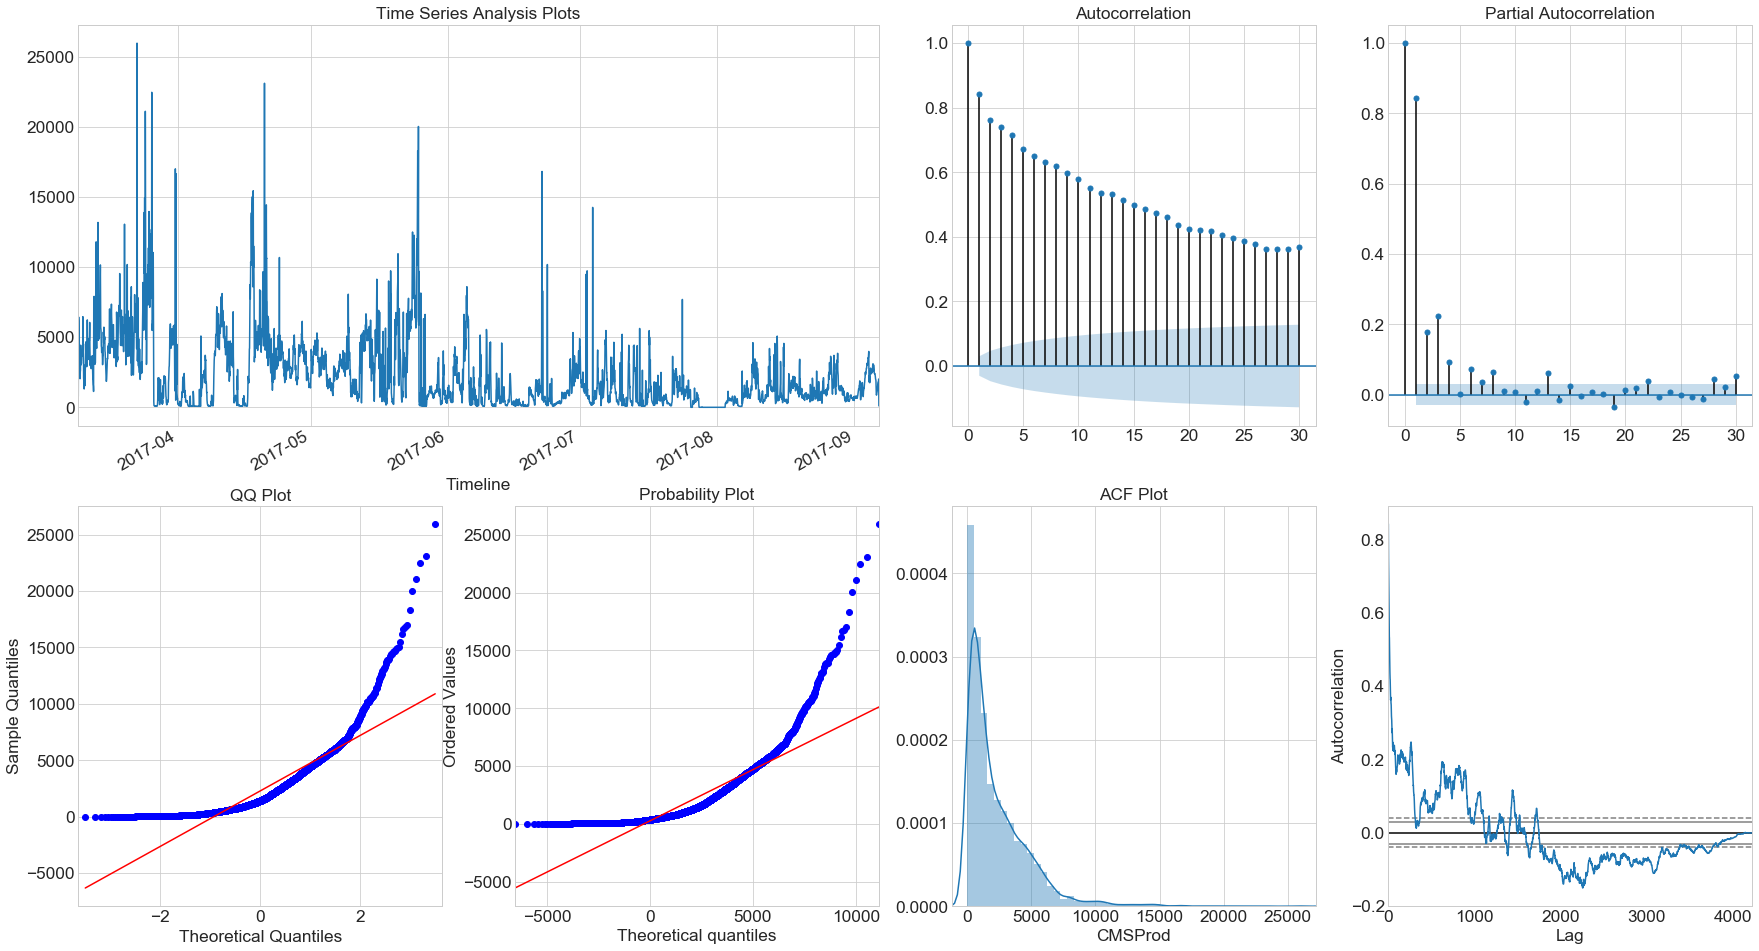 Time Series Analysis Plots
25000
20000
15000
10000
5000
0
2017-04
2017-05
2017-06
2017-07
2017-08
2017-09
Timeline
Autocorrelation
1.0
0.8
0.6
0.4
0.2
0.0
0 5 10 15 20 25 30
Partial Autocorrelation
1.0
0.8
0.6
0.4
0.2
0.0
0 5 10 15 20 25 30
QQ Plot
Sample Quantiles
25000
20000
15000
10000
5000
0
−5000
−2 0 2
Theoretical Quantiles
Probability Plot
Ordered Values
25000
20000
15000
10000
5000
0
−5000
−5000 0 5000 10000
Theoretical quantiles
ACF Plot
0.0004
0.0003
0.0002
0.0001
0.0000
0 5000 10000 15000 20000 25000
CMSProd
Autocorrelation
0.8
0.6
0.4
0.2
0.0
−0.2
0 1000 2000 3000 4000
Lag